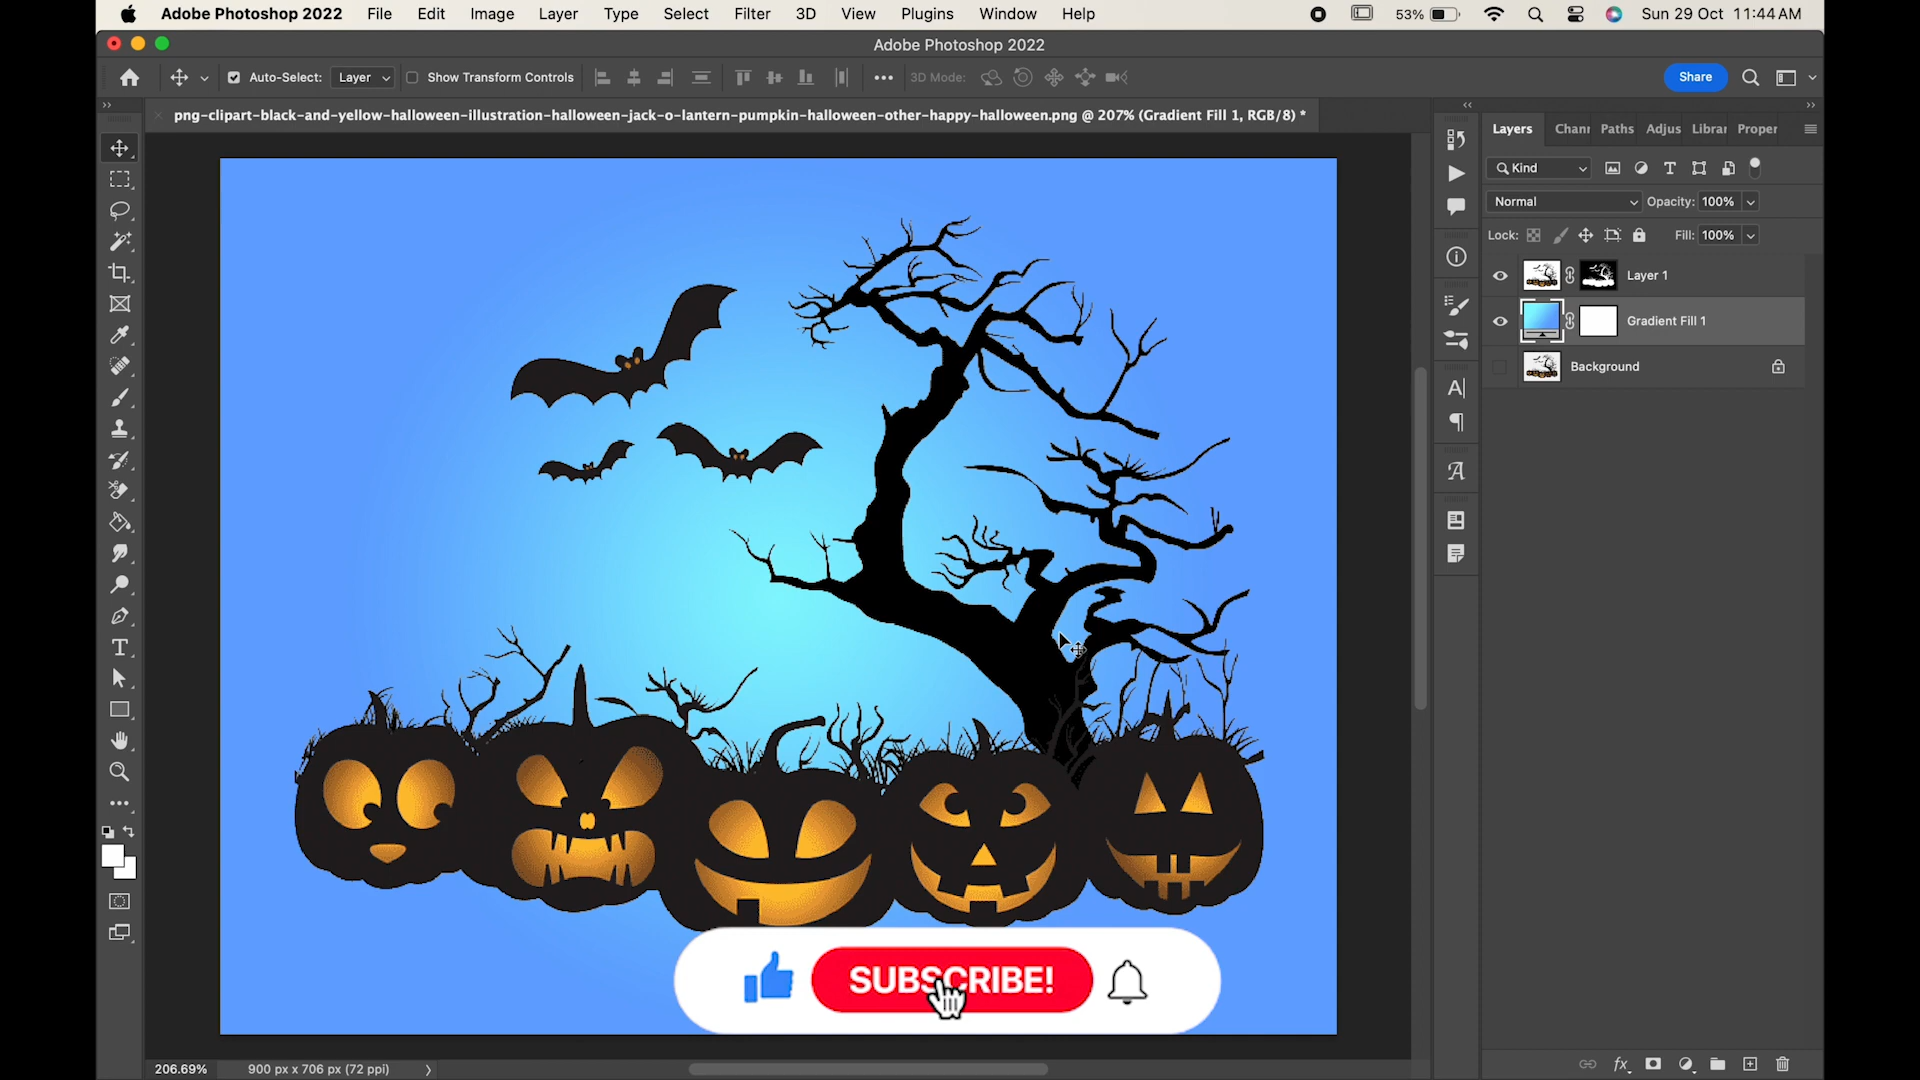 Adobe Photoshop 2022 File Edit Image Layer Type Select Filter 3D View Plugins Window Help 53% Sun 29 Oct 11:44 AM
Adobe Photoshop 2022
Auto-Select: Layer Show Transform Controls 3D Mode: Share
png-clipart-black-and-yellow-halloween-illustration-halloween-jack-o-lantern-pumpkin-halloween-other-happy-halloween.png @ 207% (Gradient Fill 1, RGB/8) *
Layers Chann Paths Adjus Librar Proper
Kind
Normal Opacity: 100%
Lock: Fill: 100%
Layer 1
Gradient Fill 1
Background
SUBSCRIBE!
206.69% 900 px x 706 px (72 ppi)